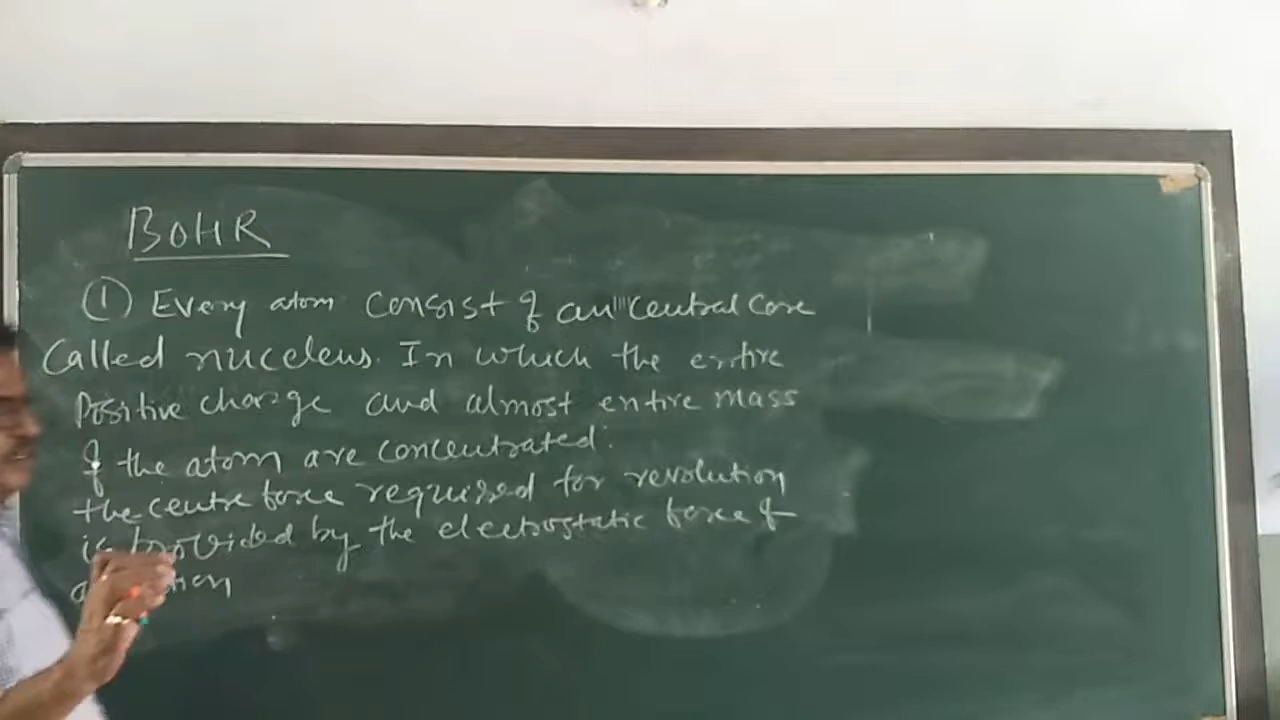 BOHR
① Every atom consist of an central core
Called nuceleus. In which the entire
Positive charge and almost entire mass
of the atom are concentrated.
the centre force required for revolution
is provided by the electrostatic force of